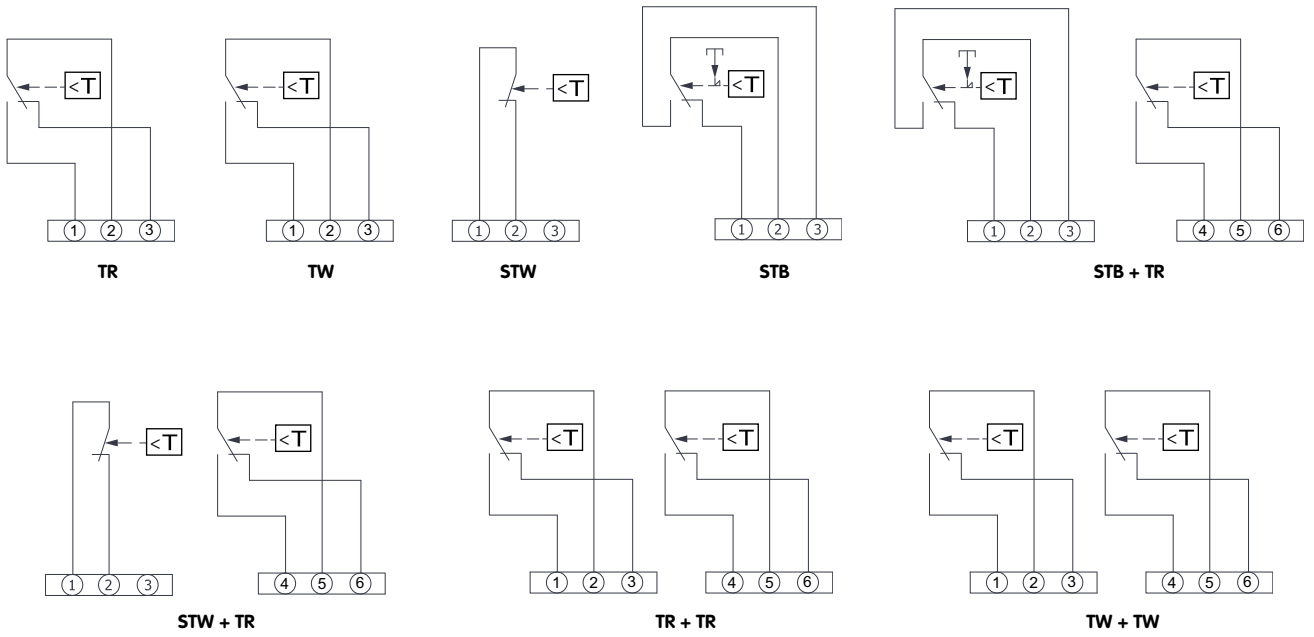 <T <T <T <T <T <T
1 2 3 1 2 3 1 2 3 1 2 3 1 2 3 4 5 6
TR TW STW STB STB + TR
<T <T <T <T <T <T
1 2 3 4 5 6 1 2 3 4 5 6 1 2 3 4 5 6
STW + TR TR + TR TW + TW